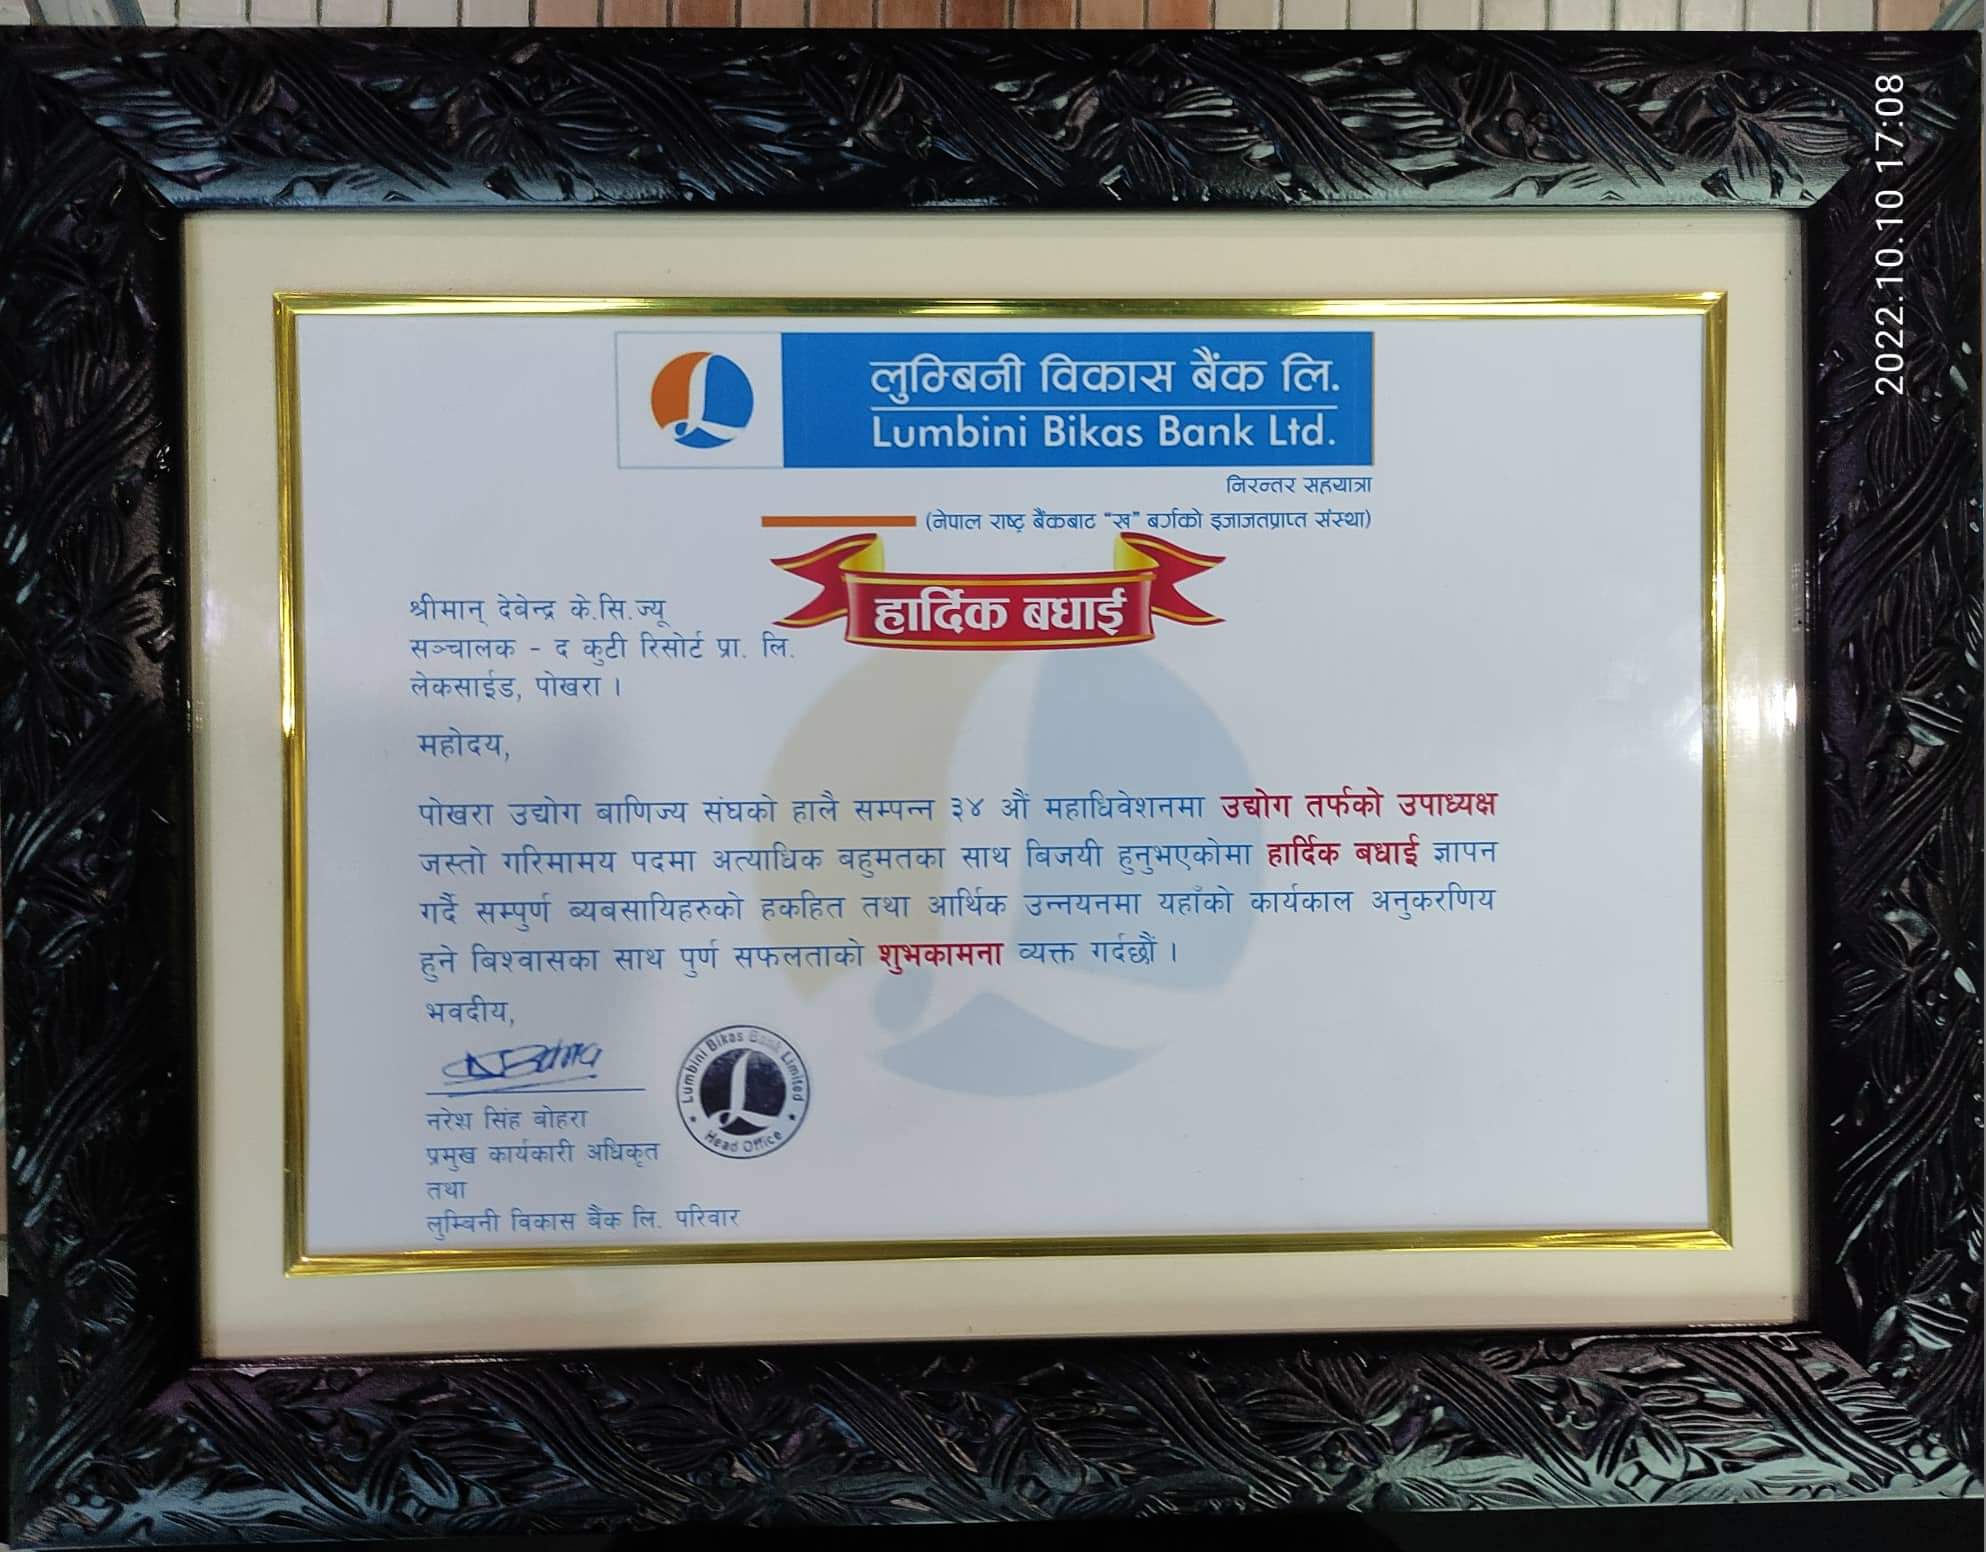 लुम्बिनी विकास बैंक लि.
Lumbini Bikas Bank Ltd.
निरन्तर सहयात्रा
(नेपाल राष्ट्र बैंकबाट "ख" बर्गको इजाजतप्राप्त संस्था)
हार्दिक बधाई
श्रीमान् देबेन्द्र के.सि.ज्यू
सञ्चालक - द कुटी रिसोर्ट प्रा. लि.
लेकसाईड, पोखरा ।
महोदय,
पोखरा उद्योग बाणिज्य संघको हालै सम्पन्न ३४ औं महाधिवेशनमा उद्योग तर्फको उपाध्यक्ष
जस्तो गरिमामय पदमा अत्याधिक बहुमतका साथ बिजयी हुनुभएकोमा हार्दिक बधाई ज्ञापन
गर्दै सम्पुर्ण ब्यबसायिहरुको हकहित तथा आर्थिक उन्नयनमा यहाँको कार्यकाल अनुकरणिय
हुने बिश्वासका साथ पुर्ण सफलताको शुभकामना व्यक्त गर्दछौं ।
भवदीय,
नरेश सिंह बोहरा
प्रमुख कार्यकारी अधिकृत
तथा
लुम्बिनी विकास बैंक लि. परिवार
Lumbini Bikas Bank Limited
Head Office
2022.10.10 17:08